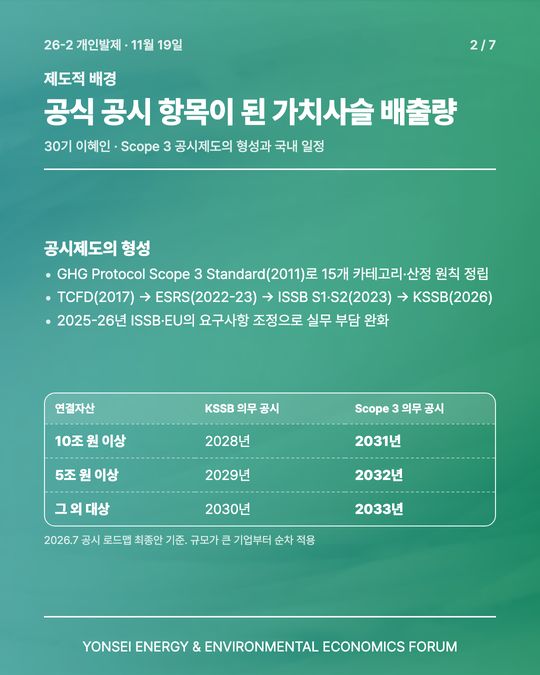 26-2 개인발제 · 11월 19일
2 / 7
제도적 배경
공식 공시 항목이 된 가치사슬 배출량
30기 이혜인 · Scope 3 공시제도의 형성과 국내 일정
공시제도의 형성
• GHG Protocol Scope 3 Standard(2011)로 15개 카테고리·산정 원칙 정립
• TCFD(2017) → ESRS(2022-23) → ISSB S1·S2(2023) → KSSB(2026)
• 2025-26년 ISSB·EU의 요구사항 조정으로 실무 부담 완화
연결자산 KSSB 의무 공시 Scope 3 의무 공시
10조 원 이상 2028년 2031년
5조 원 이상 2029년 2032년
그 외 대상 2030년 2033년
2026.7 공시 로드맵 최종안 기준. 규모가 큰 기업부터 순차 적용
YONSEI ENERGY & ENVIRONMENTAL ECONOMICS FORUM